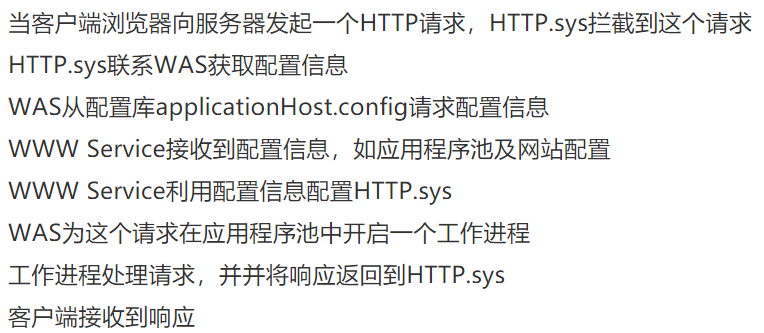 当客户端浏览器向服务器发起一个HTTP请求，HTTP.sys拦截到这个请求
HTTP.sys联系WAS获取配置信息
WAS从配置库applicationHost.config请求配置信息
WWW Service接收到配置信息，如应用程序池及网站配置
WWW Service利用配置信息配置HTTP.sys
WAS为这个请求在应用程序池中开启一个工作进程
工作进程处理请求，并并将响应返回到HTTP.sys
客户端接收到响应